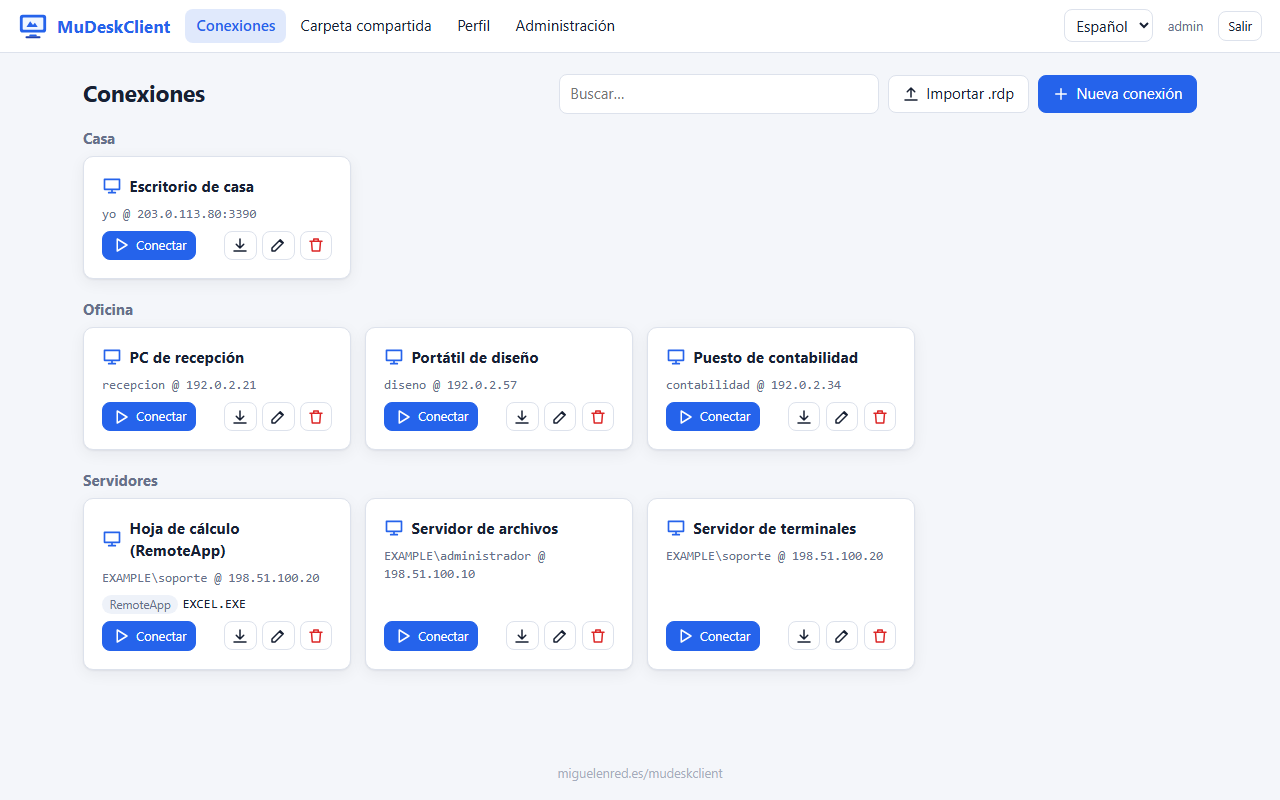 MuDeskClient Conexiones Carpeta compartida Perfil Administración Español admin Salir
Conexiones Buscar... Importar .rdp Nueva conexión
Casa
Escritorio de casa
yo @ 203.0.113.80:3390
Conectar
Oficina
PC de recepción
recepcion @ 192.0.2.21
Conectar
Portátil de diseño
diseno @ 192.0.2.57
Conectar
Puesto de contabilidad
contabilidad @ 192.0.2.34
Conectar
Servidores
Hoja de cálculo
(RemoteApp)
EXAMPLE\soporte @ 198.51.100.20
RemoteApp EXCEL.EXE
Conectar
Servidor de archivos
EXAMPLE\administrador @
198.51.100.10
Conectar
Servidor de terminales
EXAMPLE\soporte @ 198.51.100.20
Conectar
miguelenred.es/mudeskclient